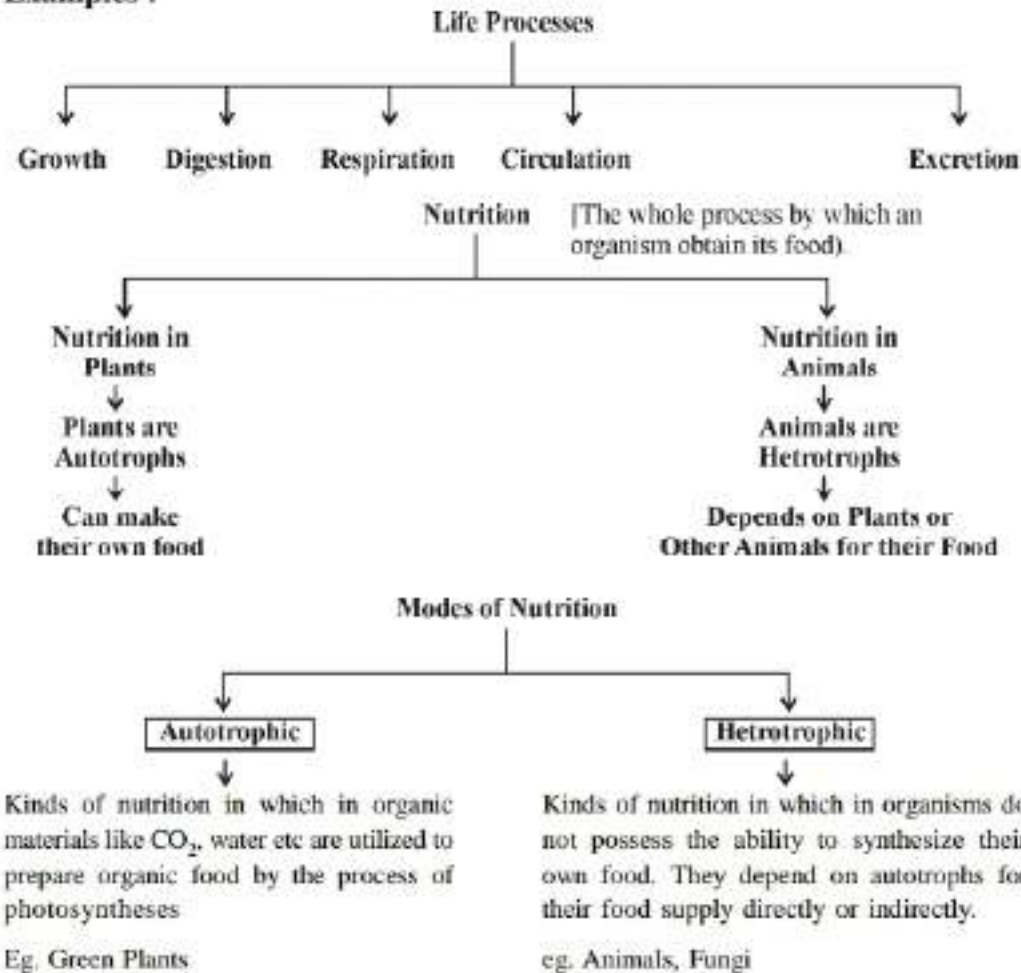 Examples :
Life Processes
Growth Digestion Respiration Circulation Excretion
Nutrition [The whole process by which an
organism obtain its food).
Nutrition in
Plants
Plants are
Autotrophs
Can make
their own food
Nutrition in
Animals
Animals are
Hetrotrophs
Depends on Plants or
Other Animals for their Food
Modes of Nutrition
Autotrophic
Kinds of nutrition in which in organic
materials like CO₂, water etc are utilized to
prepare organic food by the process of
photosyntheses
Eg. Green Plants
Hetrotrophic
Kinds of nutrition in which in organisms do
not possess the ability to synthesize their
own food. They depend on autotrophs for
their food supply directly or indirectly.
eg. Animals, Fungi